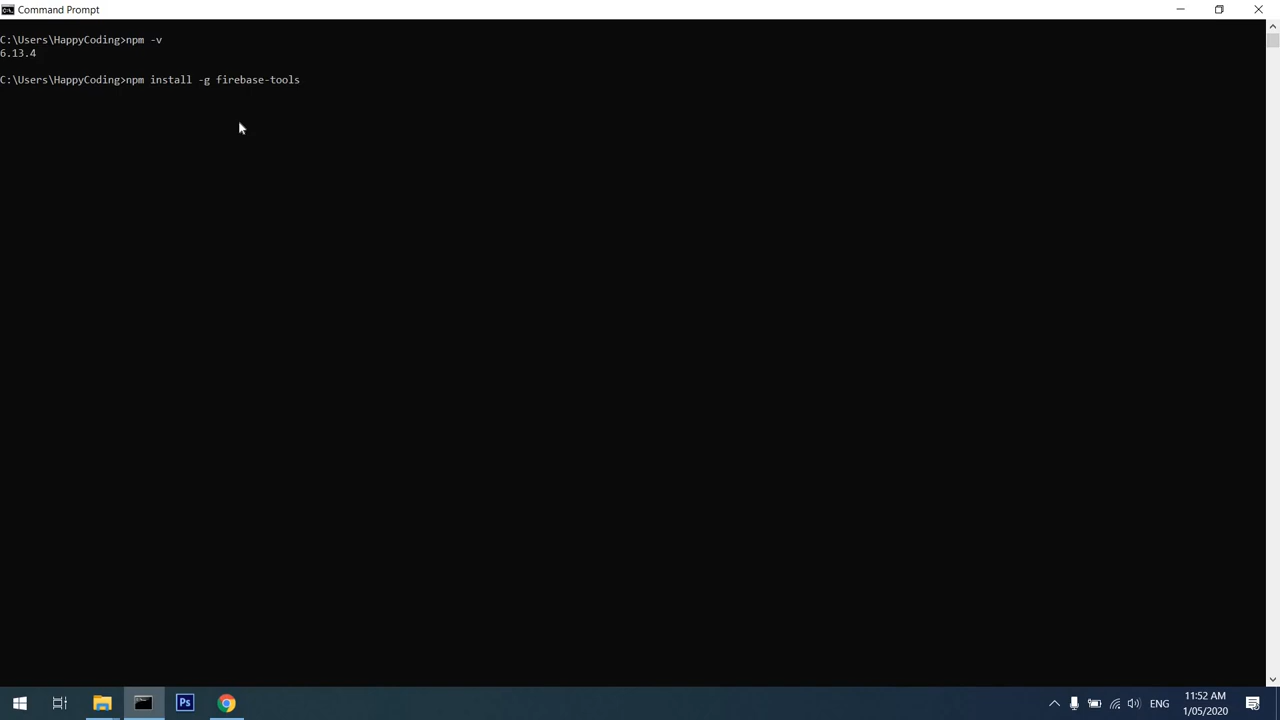 Command Prompt
C:\Users\HappyCoding>npm -v
6.13.4
C:\Users\HappyCoding>npm install -g firebase-tools
Ps
ENG
11:52 AM
1/05/2020